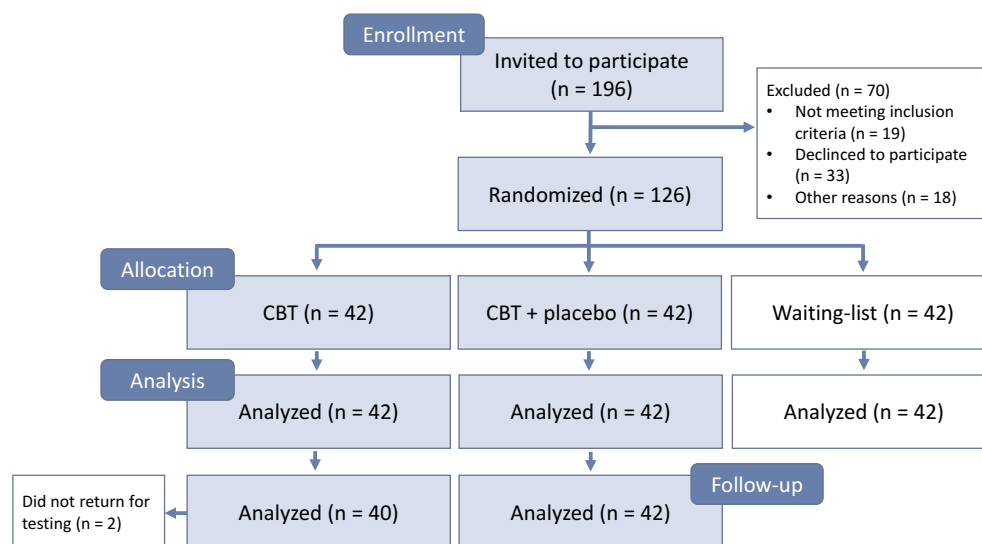 Enrollment
Invited to participate
(n = 196)
Excluded (n = 70)
• Not meeting inclusion
criteria (n = 19)
• Declinced to participate
(n = 33)
• Other reasons (n = 18)
Randomized (n = 126)
Allocation
CBT (n = 42)
CBT + placebo (n = 42)
Waiting-list (n = 42)
Analysis
Analyzed (n = 42)
Analyzed (n = 42)
Analyzed (n = 42)
Follow-up
Did not return for
testing (n = 2)
Analyzed (n = 40)
Analyzed (n = 42)